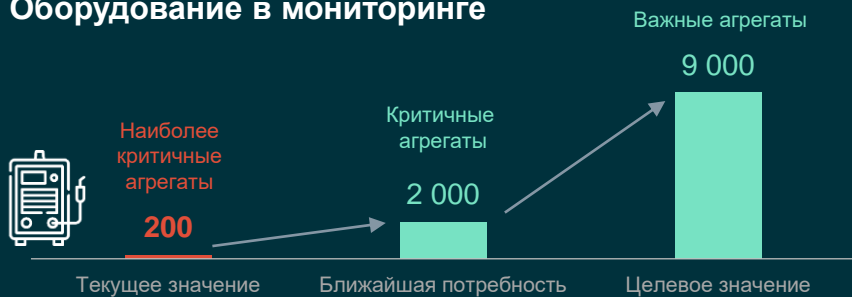 Оборудование в мониторинге
Важные агрегаты
9 000
Критичные
агрегаты
2 000
Наиболее
критичные
агрегаты
200
Текущее значение
Ближайшая потребность
Целевое значение